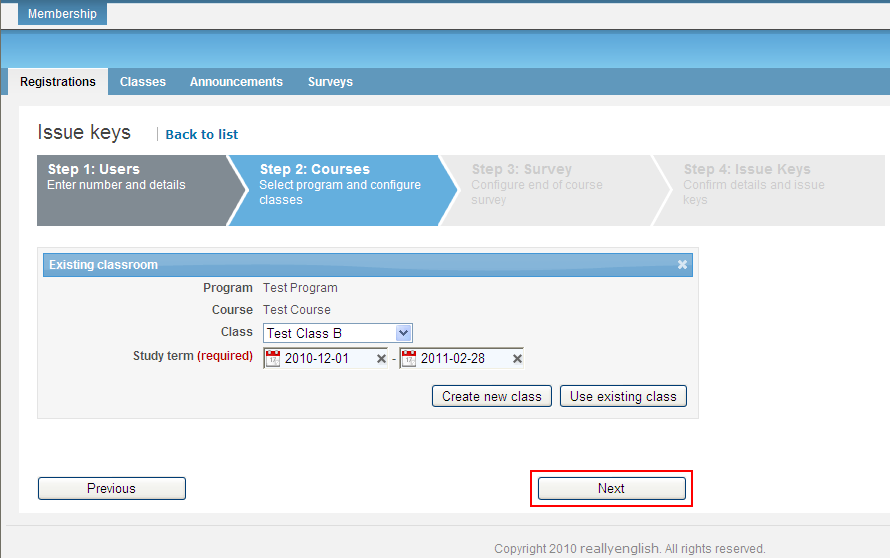 Membership
Registrations Classes Announcements Surveys
Issue keys Back to list
Step 1: Users
Enter number and details
Step 2: Courses
Select program and configure
classes
Step 3: Survey
Configure end of course
survey
Step 4: Issue Keys
Confirm details and issue
keys
Existing classroom
Program Test Program
Course Test Course
Class Test Class B
Study term (required) 2010-12-01 - 2011-02-28
Create new class Use existing class
Previous Next
Copyright 2010 reallyenglish. All rights reserved.